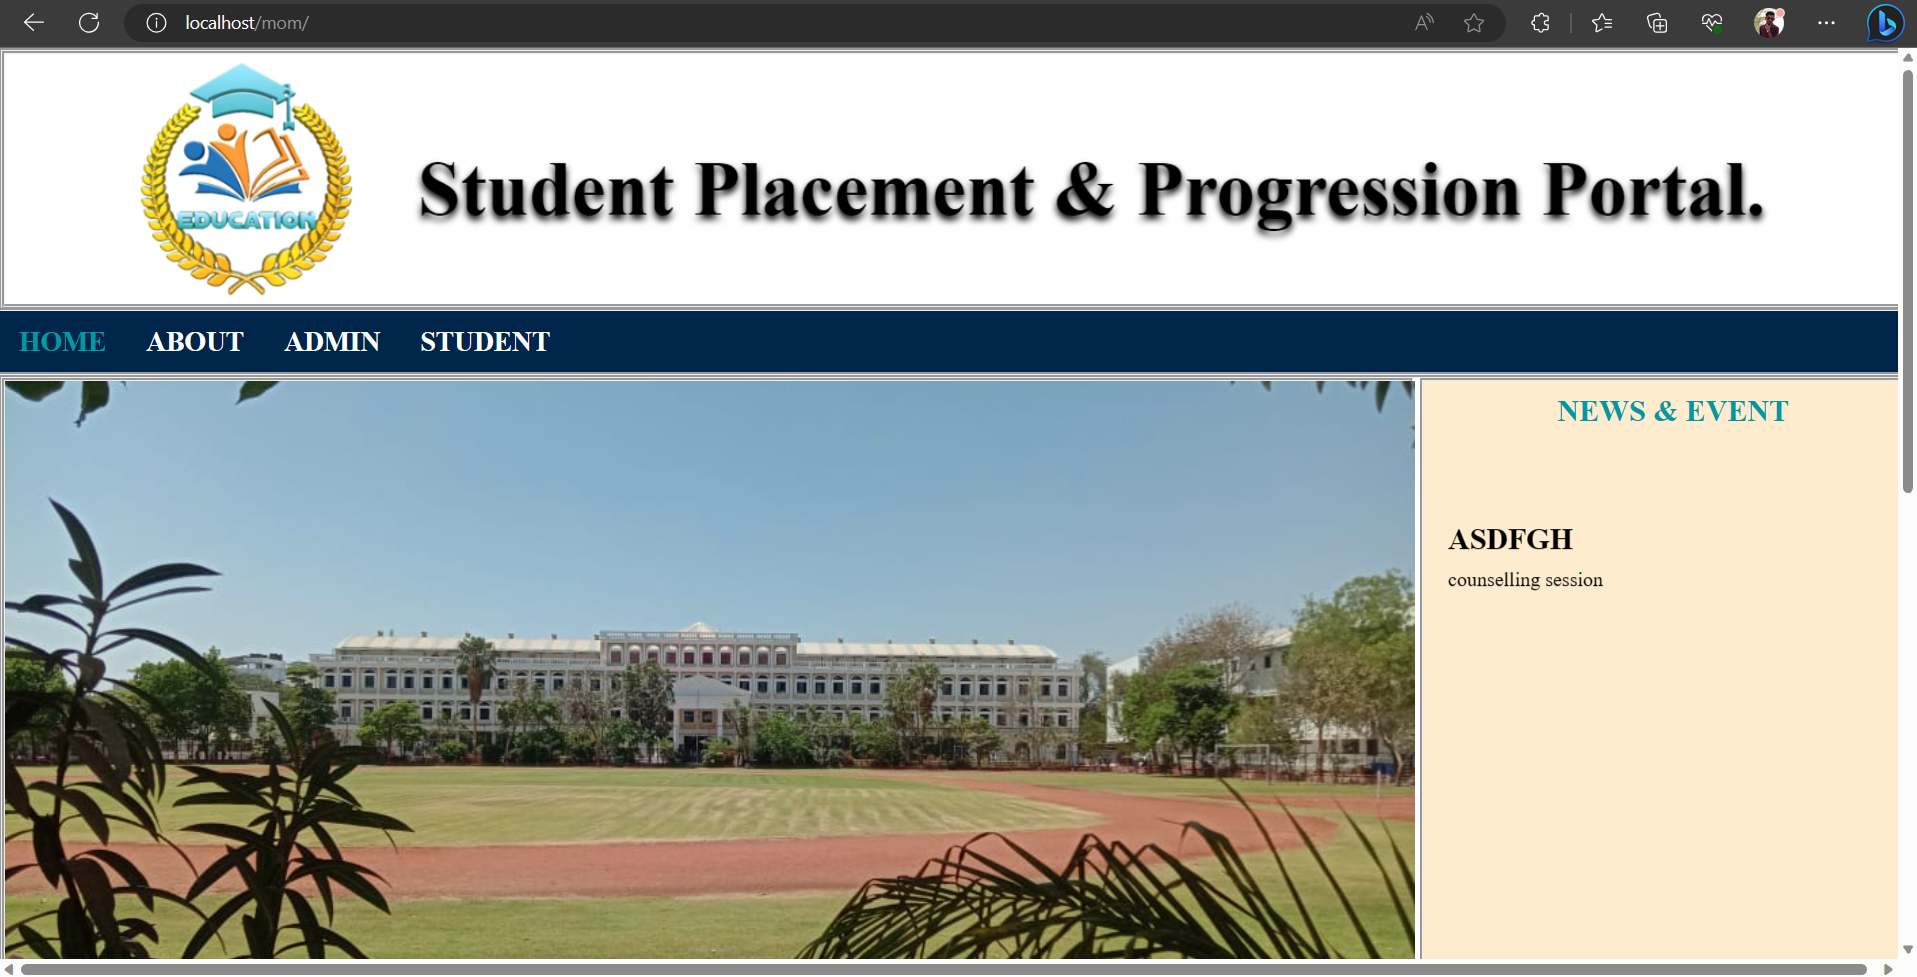 localhost/mom/
EDUCATION
Student Placement & Progression Portal.
HOME ABOUT ADMIN STUDENT
NEWS & EVENT
ASDFGH
counselling session